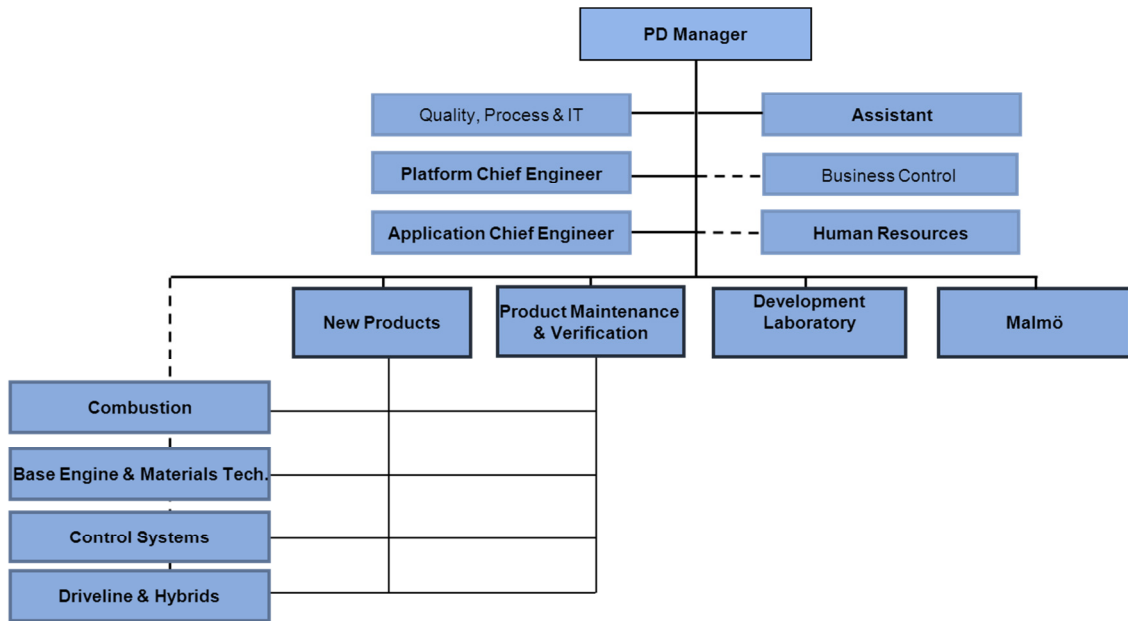 PD Manager
Quality, Process & IT
Assistant
Platform Chief Engineer
Business Control
Application Chief Engineer
Human Resources
New Products
Product Maintenance
& Verification
Development
Laboratory
Malmö
Combustion
Base Engine & Materials Tech.
Control Systems
Driveline & Hybrids